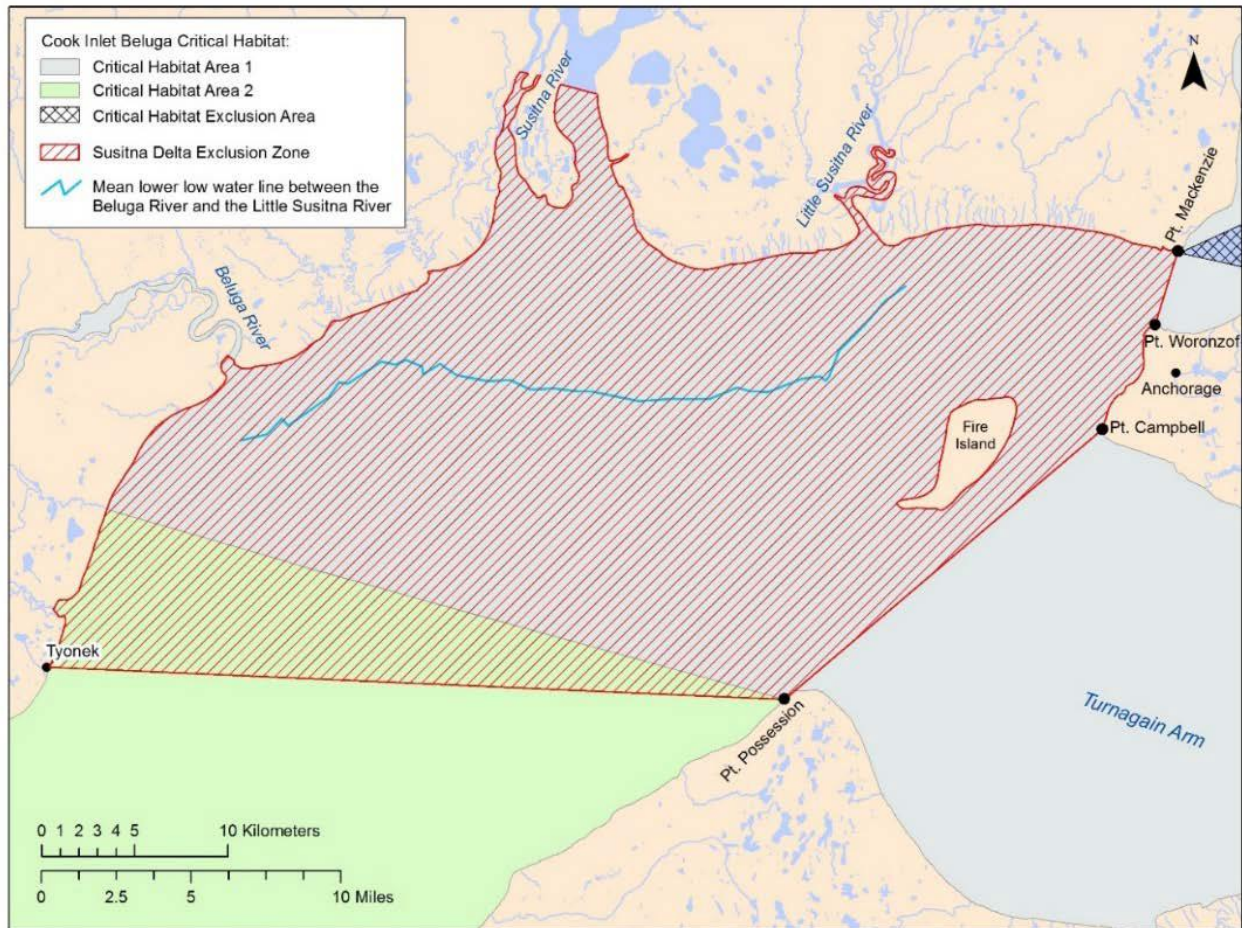 Cook Inlet Beluga Critical Habitat:
Critical Habitat Area 1
Critical Habitat Area 2
Critical Habitat Exclusion Area
Susitna Delta Exclusion Zone
Mean lower low water line between the
Beluga River and the Little Susitna River
N
Susitna River
Little Susitna River
Pt. Mackenzie
Beluga River
Pt. Woronzof
Anchorage
Pt. Campbell
Fire
Island
Tyonek
Pt. Possession
Turnagain Arm
0 1 2 3 4 5 10 Kilometers
0 2.5 5 10 Miles